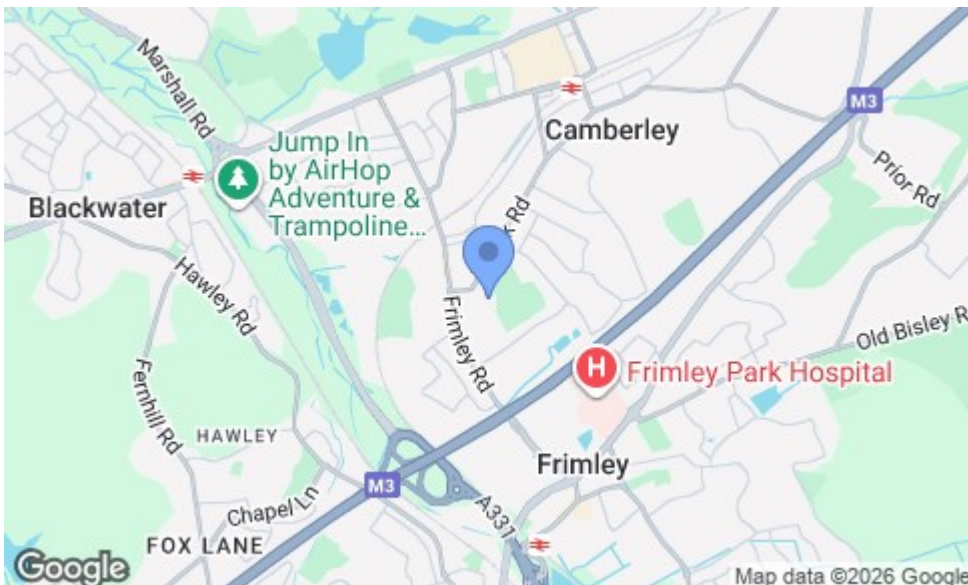 Marshall Rd
M3
Camberley
Jump In
by AirHop
Adventure &
Trampoline...
Prior Rd
Blackwater
Hawley Rd
Frimley Rd
Old Bisley R
H
Frimley Park Hospital
Fernhill Rd
HAWLEY
Frimley
M3
Chapel Ln
A331
FOX LANE
Google
Map data ©2026 Google